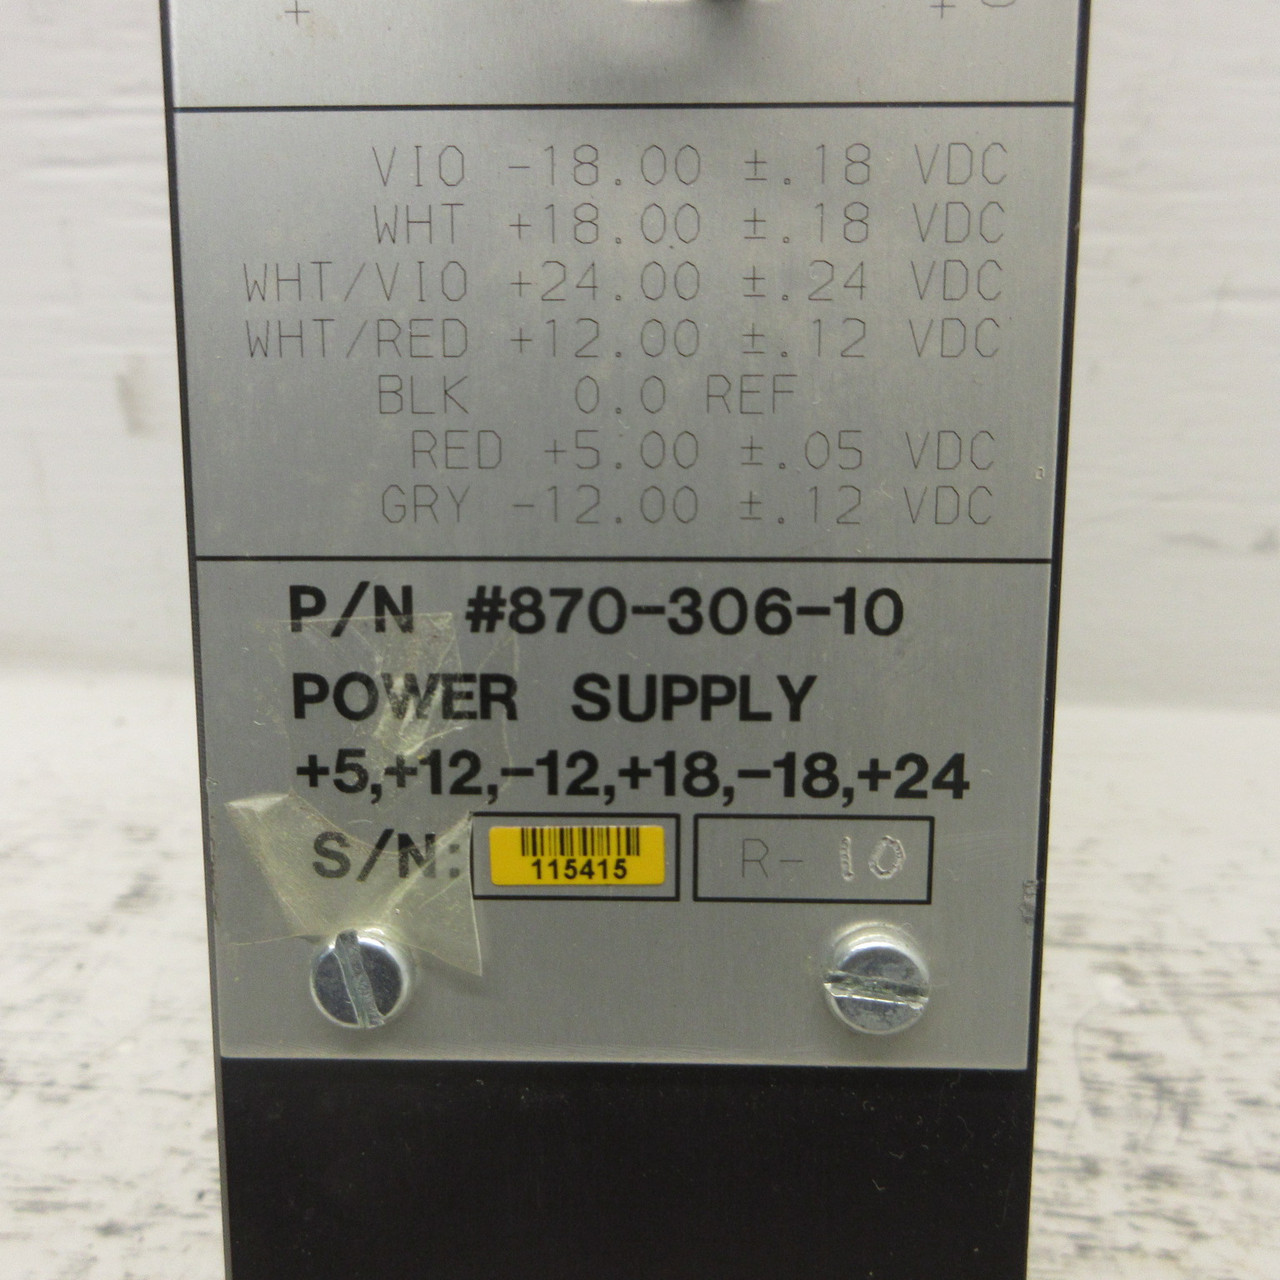 + +
VIO -18.00 ±.18 VDC
WHT +18.00 ±.18 VDC
WHT/VIO +24.00 ±.24 VDC
WHT/RED +12.00 ±.12 VDC
BLK 0.0 REF
RED +5.00 ±.05 VDC
GRY -12.00 ±.12 VDC
P/N #870-306-10
POWER SUPPLY
+5,+12,-12,+18,-18,+24
S/N: 115415 R- 10